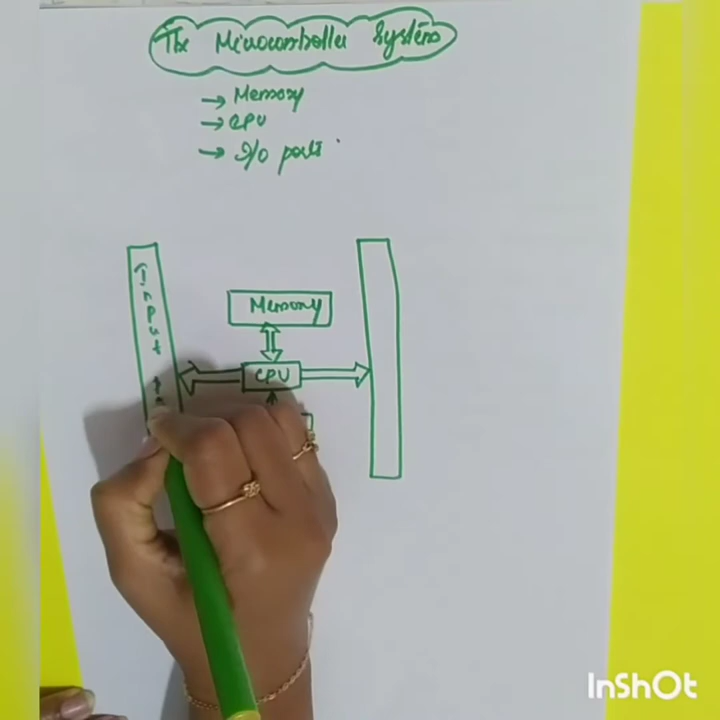 The Microcontroller System
→ Memory
→ CPU
→ I/O ports
Input
Memory
CPU
InShOt